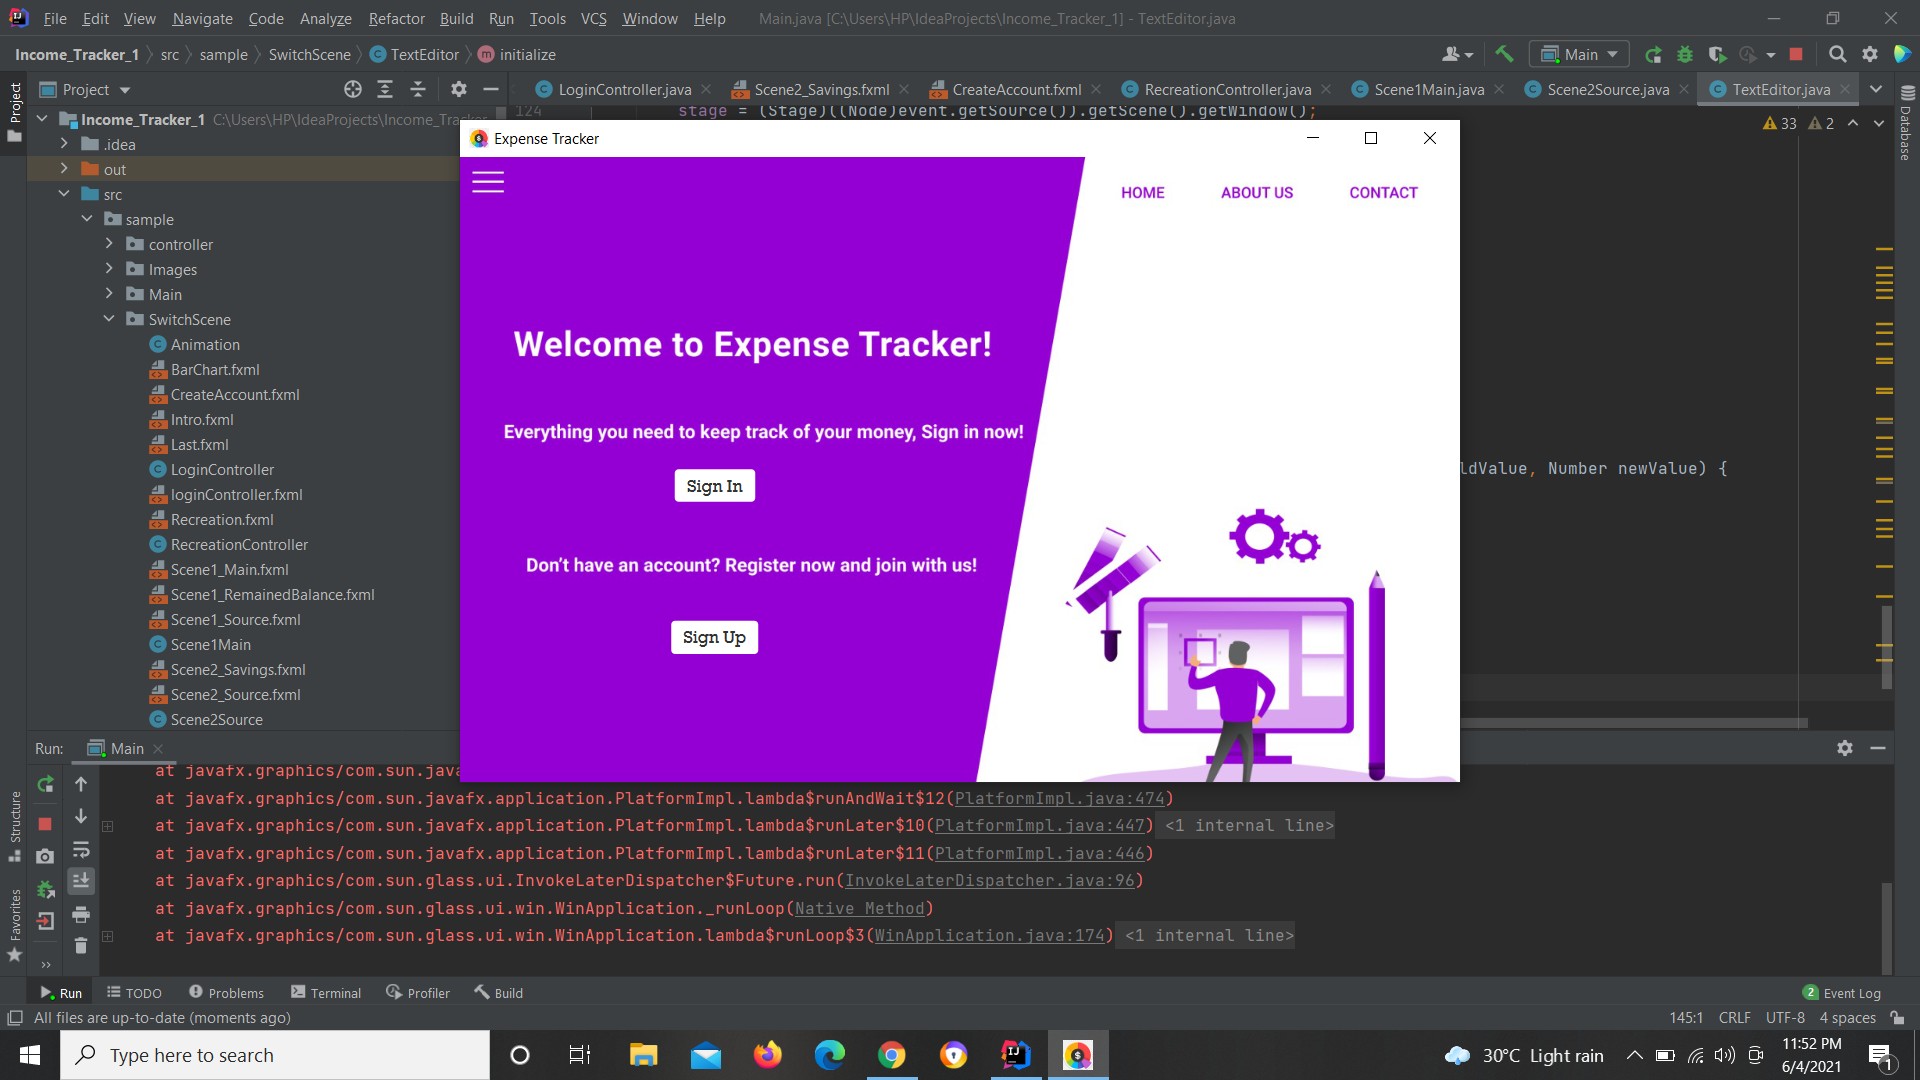 File Edit View Navigate Code Analyze Refactor Build Run Tools VCS Window Help Main.java [C:\Users\HP\IdeaProjects\Income_Tracker_1] - TextEditor.java
Income_Tracker_1 src sample SwitchScene TextEditor initialize Main
Project LoginController.java Scene2_Savings.fxml CreateAccount.fxml RecreationController.java Scene1Main.java Scene2Source.java TextEditor.java
Project
Database
124 stage = (Stage)((Node)event.getSource()).getScene().getWindow();
Income_Tracker_1 C:\Users\HP\IdeaProjects\Income_Tracker
33 2
.idea
out
src
sample
controller
Images
Main
SwitchScene
Animation
BarChart.fxml
CreateAccount.fxml
Intro.fxml
Last.fxml
LoginController
loginController.fxml
Recreation.fxml
RecreationController
Scene1_Main.fxml
Scene1_RemainedBalance.fxml
Scene1_Source.fxml
Scene1Main
Scene2_Savings.fxml
Scene2_Source.fxml
Scene2Source
Expense Tracker
HOME ABOUT US CONTACT
Welcome to Expense Tracker!
Everything you need to keep track of your money, Sign in now!
Sign In
Don't have an account? Register now and join with us!
Sign Up
ldValue, Number newValue) {
Run: Main
at javafx.graphics/com.sun.java
at javafx.graphics/com.sun.javafx.application.PlatformImpl.lambda$runAndWait$12(PlatformImpl.java:474)
at javafx.graphics/com.sun.javafx.application.PlatformImpl.lambda$runLater$10(PlatformImpl.java:447) <1 internal line>
at javafx.graphics/com.sun.javafx.application.PlatformImpl.lambda$runLater$11(PlatformImpl.java:446)
at javafx.graphics/com.sun.glass.ui.InvokeLaterDispatcher$Future.run(InvokeLaterDispatcher.java:96)
at javafx.graphics/com.sun.glass.ui.win.WinApplication._runLoop(Native Method)
at javafx.graphics/com.sun.glass.ui.win.WinApplication.lambda$runLoop$3(WinApplication.java:174) <1 internal line>
Structure
Favorites
Run TODO Problems Terminal Profiler Build 2 Event Log
All files are up-to-date (moments ago) 145:1 CRLF UTF-8 4 spaces
Type here to search 30°C Light rain 11:52 PM
6/4/2021 1